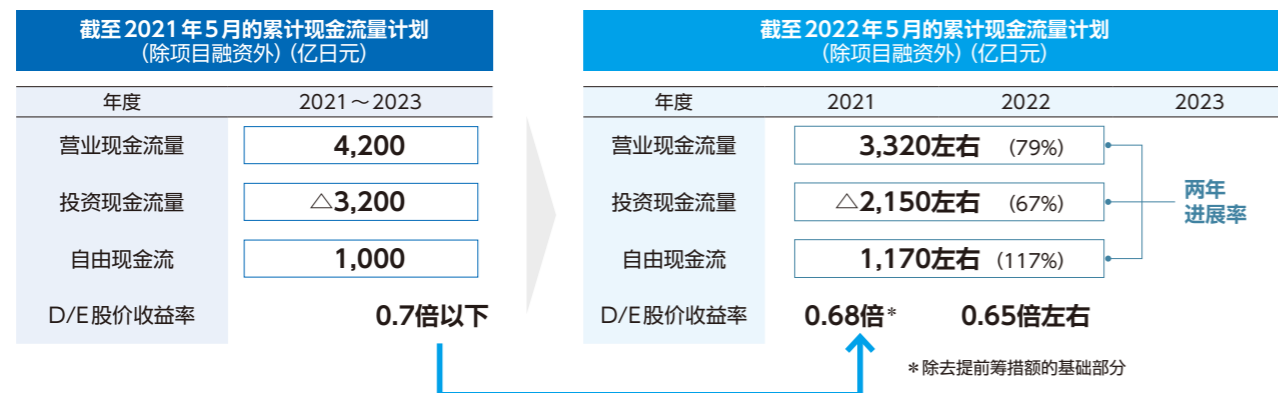 截至2021年5月的累计现金流量计划
(除项目融资外)(亿日元)
年度 2021～2023
营业现金流量 4,200
投资现金流量 △3,200
自由现金流 1,000
D/E股价收益率 0.7倍以下
截至2022年5月的累计现金流量计划
(除项目融资外)(亿日元)
年度 2021 2022 2023
营业现金流量 3,320左右 (79%)
投资现金流量 △2,150左右 (67%)
自由现金流 1,170左右 (117%)
两年
进展率
D/E股价收益率 0.68倍* 0.65倍左右
*除去提前筹措额的基础部分